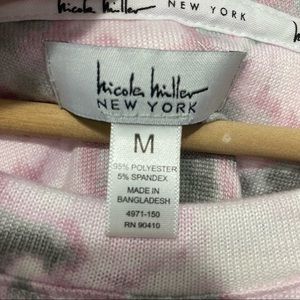 nicole miller NEW YORK
nicole miller
NEW YORK
M
95% POLYESTER
5% SPANDEX
MADE IN
BANGLADESH
4971-150
RN 90410